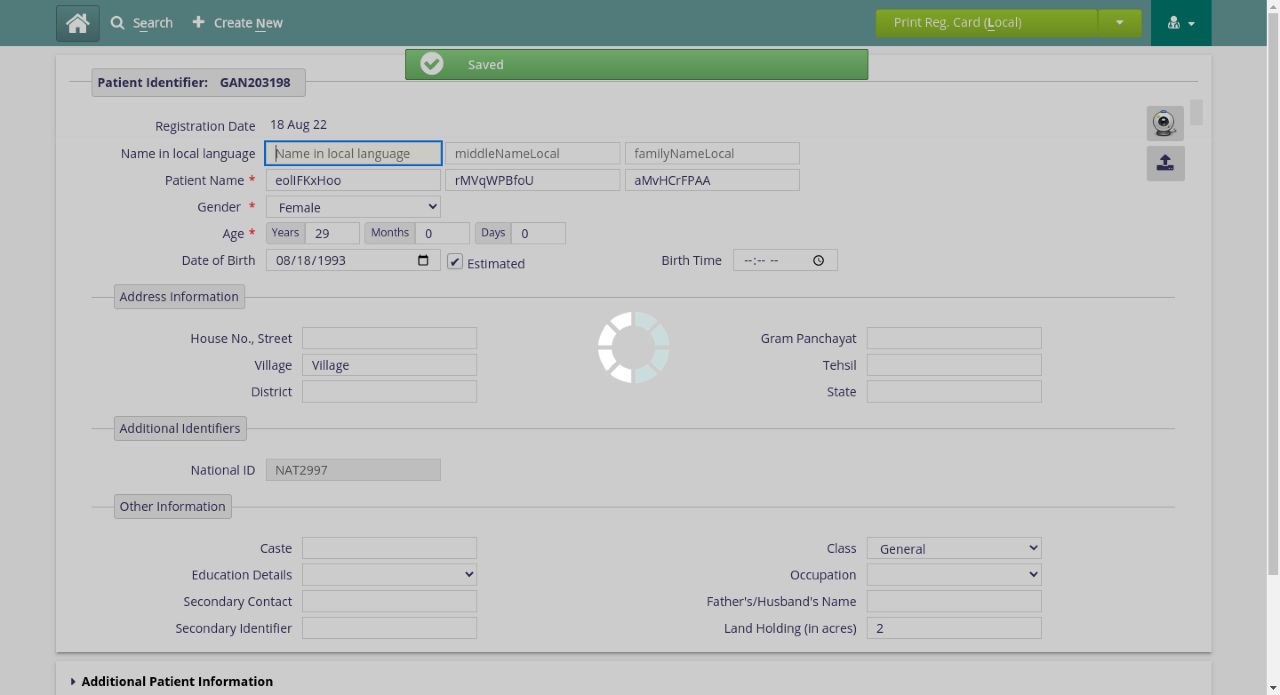 Search Create New Print Reg. Card (Local)
Saved
Patient Identifier: GAN203198
Registration Date 18 Aug 22
Name in local language Name in local language middleNameLocal familyNameLocal
Patient Name * eolIFKxHoo rMVqWPBfoU aMvHCrFPAA
Gender * Female
Age * Years 29 Months 0 Days 0
Date of Birth 08/18/1993 Estimated Birth Time --:-- --
Address Information
House No., Street Gram Panchayat
Village Village Tehsil
District State
Additional Identifiers
National ID NAT2997
Other Information
Caste Class General
Education Details Occupation
Secondary Contact Father's/Husband's Name
Secondary Identifier Land Holding (in acres) 2
Additional Patient Information